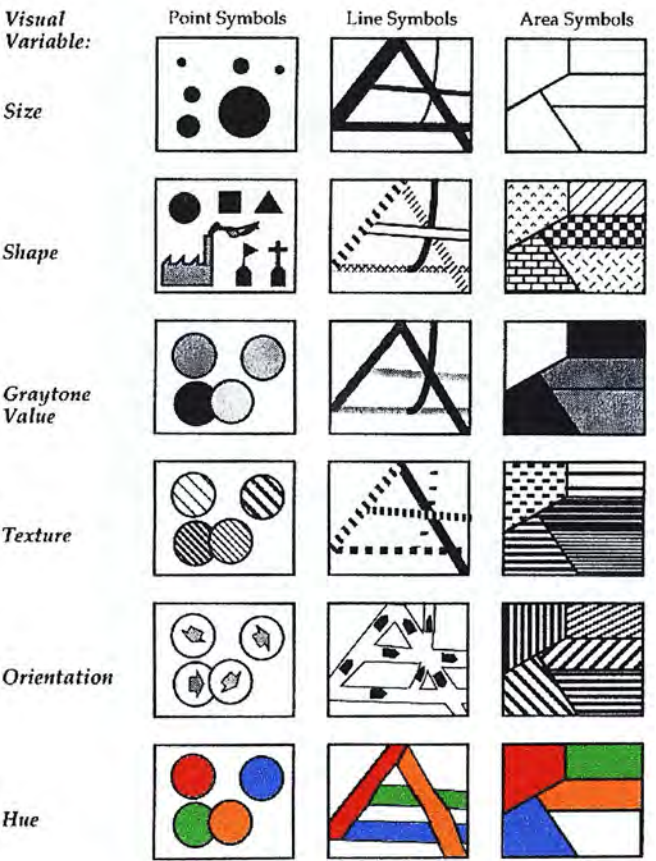 Visual
Variable:
Point Symbols
Line Symbols
Area Symbols
Size
Shape
Graytone
Value
Texture
Orientation
Hue